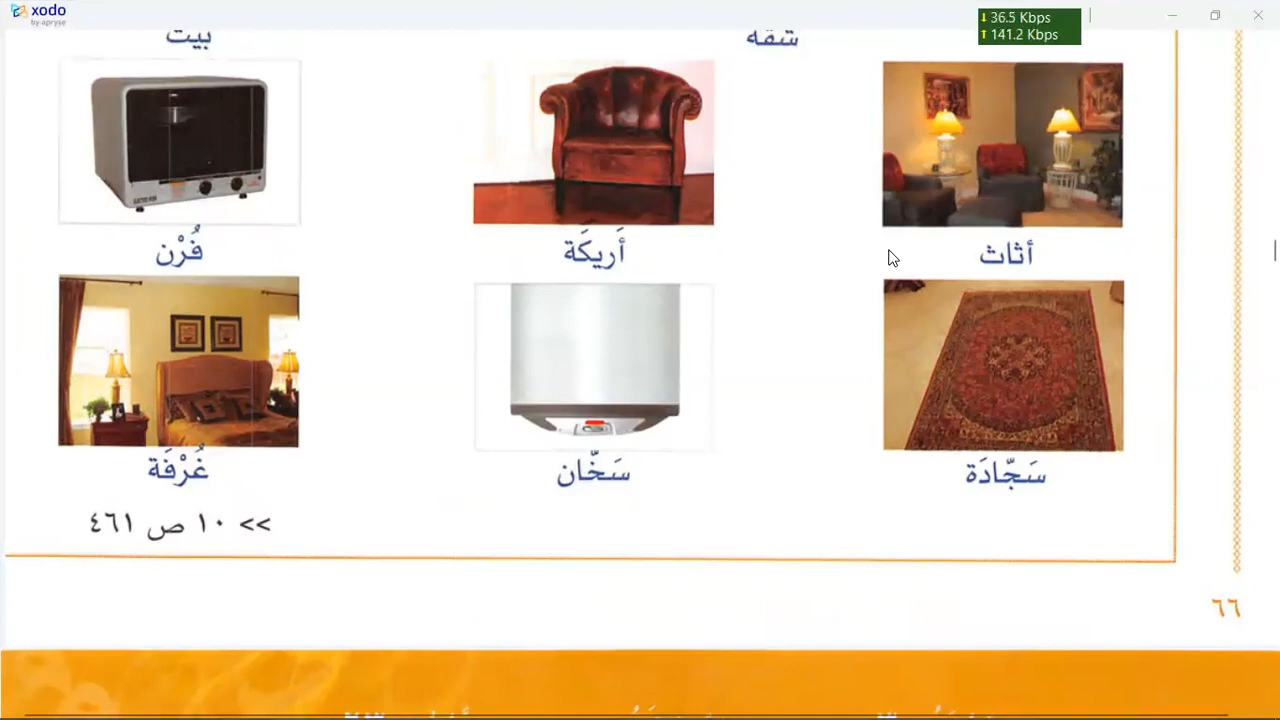 xodo
by apryse
36.5 Kbps
141.2 Kbps
شقة
بيت
أثاث
أَريكَة
فُرْن
سَجّادَة
سَخّان
غُرْفَة
>> ١٠ ص ٤٦١
٦٦